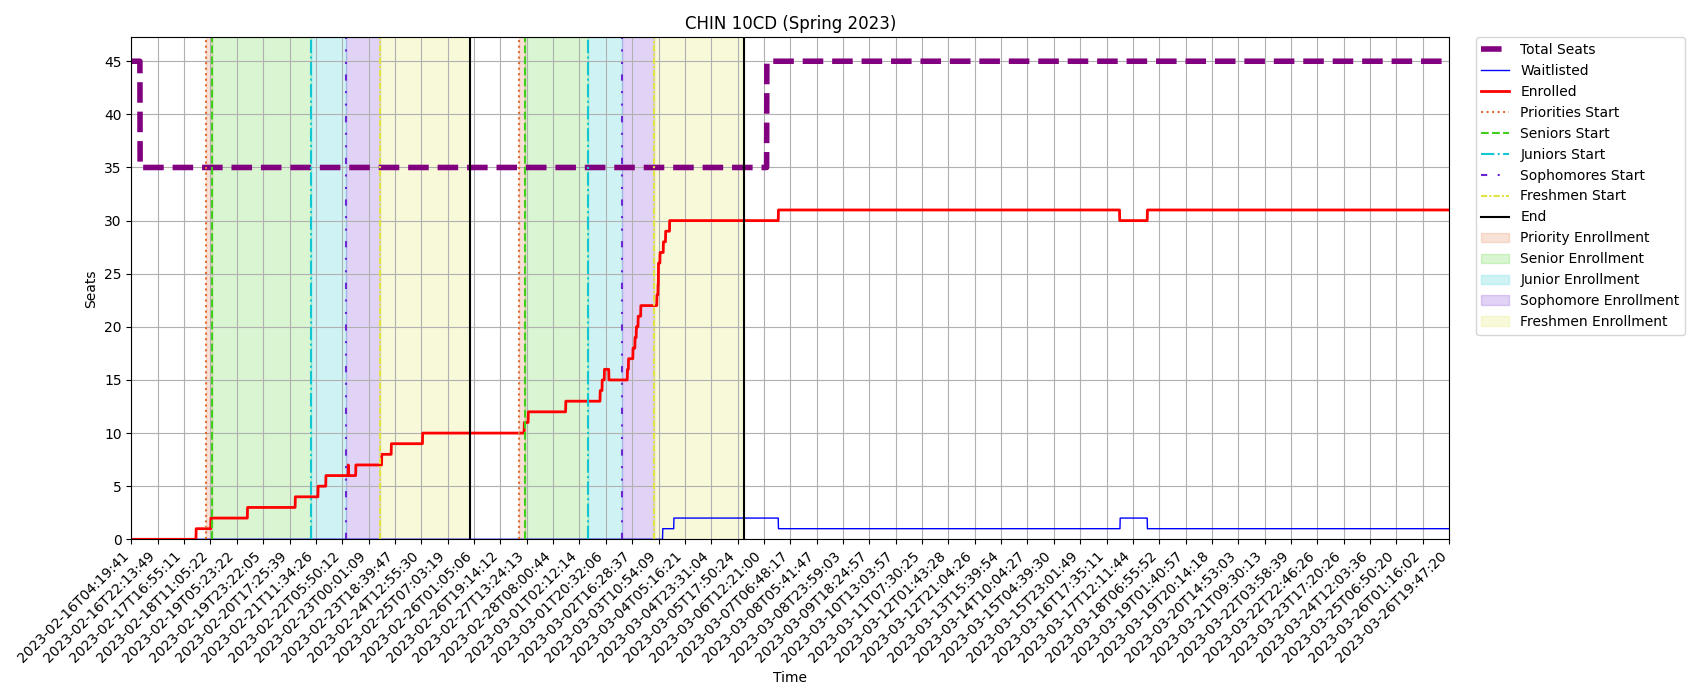 CHIN 10CD (Spring 2023)
Seats
45
40
35
30
25
20
15
10
5
0
2023-02-16T04:19:41
2023-02-16T22:13:49
2023-02-17T16:55:11
2023-02-18T11:05:22
2023-02-19T05:23:22
2023-02-19T23:22:05
2023-02-20T17:25:39
2023-02-21T11:34:26
2023-02-22T05:50:12
2023-02-23T00:01:09
2023-02-23T18:39:47
2023-02-24T12:55:30
2023-02-25T07:03:19
2023-02-26T01:05:06
2023-02-26T19:14:12
2023-02-27T13:24:13
2023-02-28T08:00:44
2023-03-01T02:12:14
2023-03-01T20:32:06
2023-03-02T16:28:37
2023-03-03T10:54:09
2023-03-04T05:16:21
2023-03-04T23:31:04
2023-03-05T17:50:24
2023-03-06T12:21:00
2023-03-07T06:48:17
2023-03-08T05:41:47
2023-03-08T23:59:03
2023-03-09T18:24:57
2023-03-10T13:03:57
2023-03-11T07:30:25
2023-03-12T01:43:28
2023-03-12T21:04:26
2023-03-13T15:39:54
2023-03-14T10:04:27
2023-03-15T04:39:30
2023-03-15T23:01:49
2023-03-16T17:35:11
2023-03-17T12:11:44
2023-03-18T06:55:52
2023-03-19T01:40:57
2023-03-19T20:14:18
2023-03-20T14:53:03
2023-03-21T09:30:13
2023-03-22T03:58:39
2023-03-22T22:46:26
2023-03-23T17:20:26
2023-03-24T12:03:36
2023-03-25T06:50:20
2023-03-26T01:16:02
2023-03-26T19:47:20
Time
Total Seats
Waitlisted
Enrolled
Priorities Start
Seniors Start
Juniors Start
Sophomores Start
Freshmen Start
End
Priority Enrollment
Senior Enrollment
Junior Enrollment
Sophomore Enrollment
Freshmen Enrollment